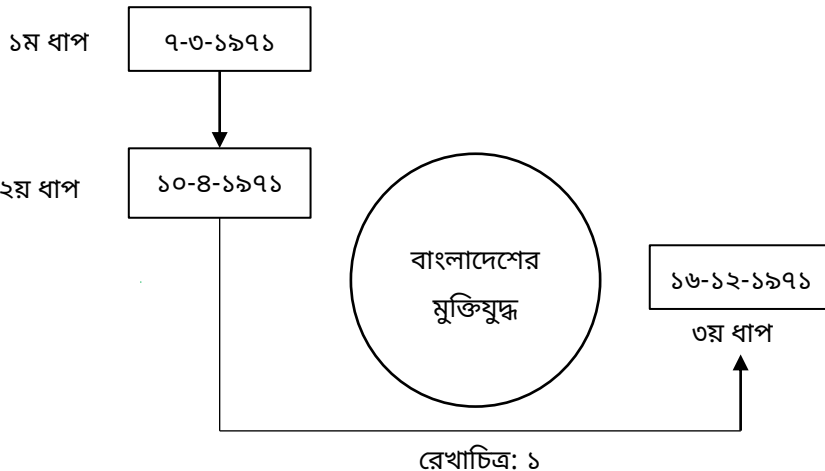 ১ম ধাপ
৭-৩-১৯৭১
২য় ধাপ
১০-৪-১৯৭১
বাংলাদেশের
মুক্তিযুদ্ধ
১৬-১২-১৯৭১
৩য় ধাপ
রেখাচিত্র: ১